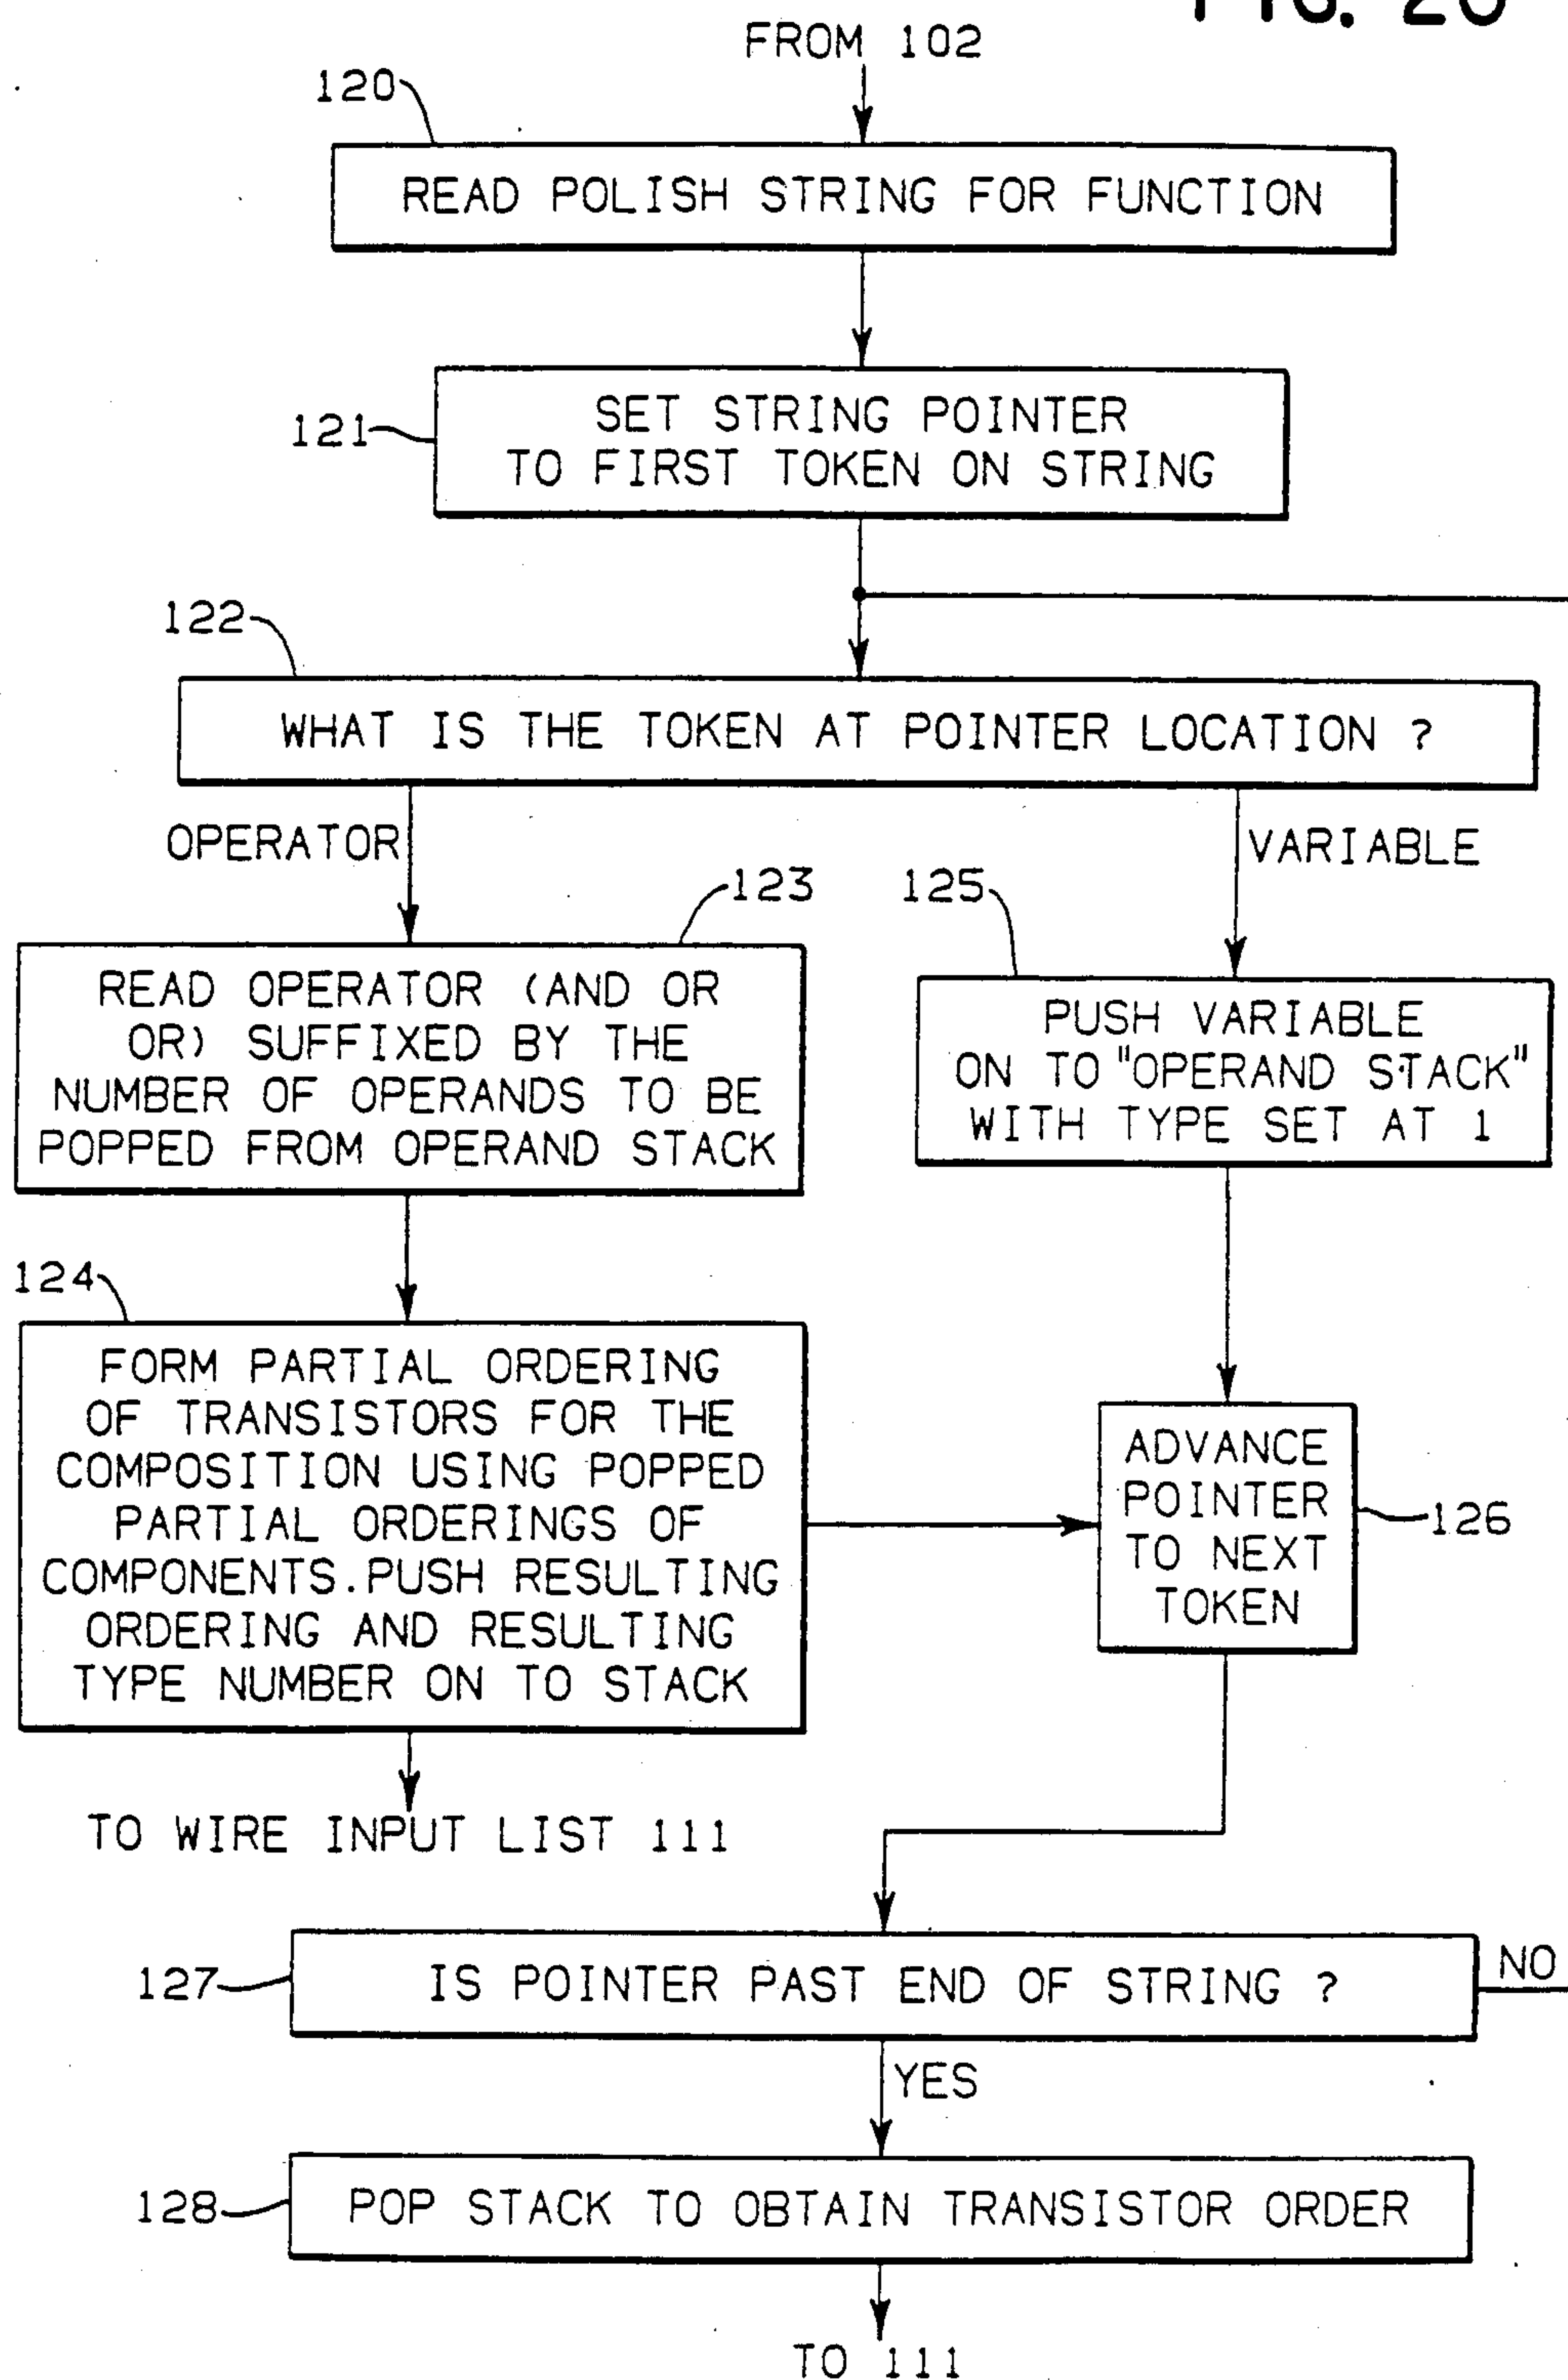 FIG. 20
FROM 102
120
READ POLISH STRING FOR FUNCTION
121
SET STRING POINTER
TO FIRST TOKEN ON STRING
122
WHAT IS THE TOKEN AT POINTER LOCATION ?
OPERATOR
VARIABLE
123
READ OPERATOR (AND OR
OR) SUFFIXED BY THE
NUMBER OF OPERANDS TO BE
POPPED FROM OPERAND STACK
125
PUSH VARIABLE
ON TO "OPERAND STACK"
WITH TYPE SET AT 1
124
FORM PARTIAL ORDERING
OF TRANSISTORS FOR THE
COMPOSITION USING POPPED
PARTIAL ORDERINGS OF
COMPONENTS.PUSH RESULTING
ORDERING AND RESULTING
TYPE NUMBER ON TO STACK
ADVANCE
POINTER
TO NEXT
TOKEN
126
TO WIRE INPUT LIST 111
127
IS POINTER PAST END OF STRING ?
NO
YES
128
POP STACK TO OBTAIN TRANSISTOR ORDER
TO 111